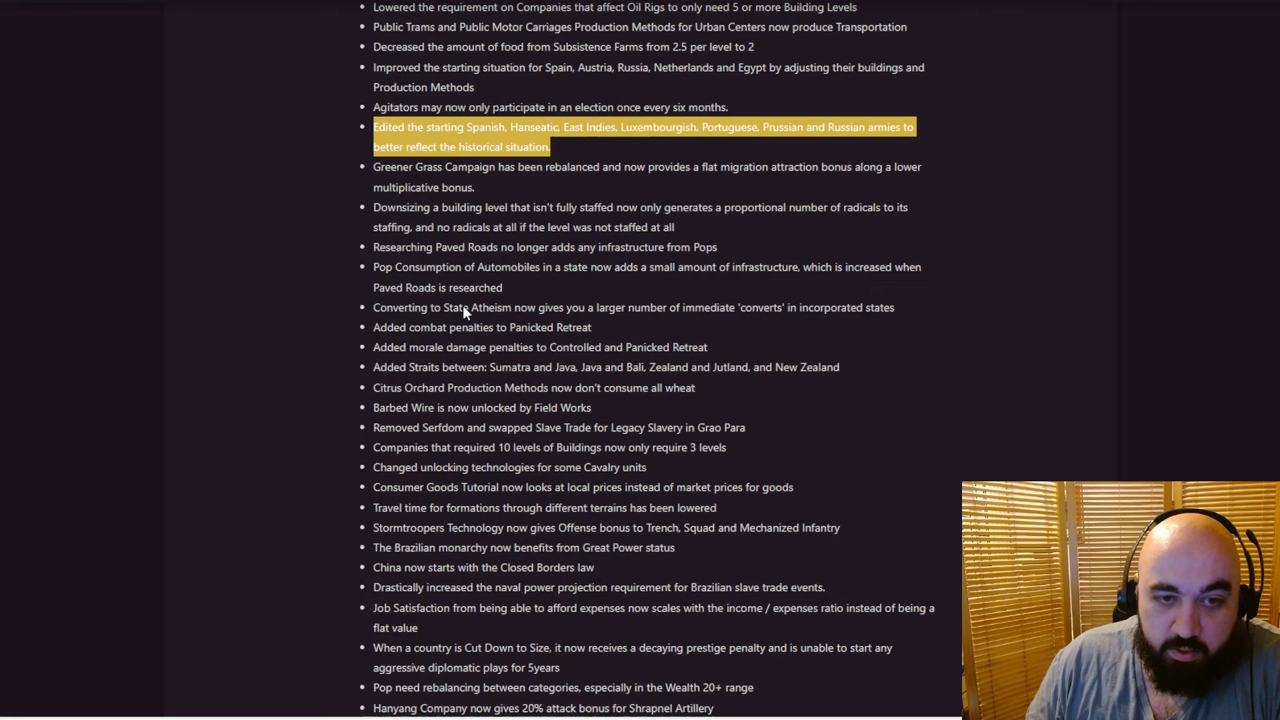 Lowered the requirement on Companies that affect Oil Rigs to only need 5 or more Building Levels
Public Trams and Public Motor Carriages Production Methods for Urban Centers now produce Transportation
Decreased the amount of food from Subsistence Farms from 2.5 per level to 2
Improved the starting situation for Spain, Austria, Russia, Netherlands and Egypt by adjusting their buildings and
Production Methods
Agitators may now only participate in an election once every six months.
Edited the starting Spanish, Hanseatic, East Indies, Luxembourgish, Portuguese, Prussian and Russian armies to
better reflect the historical situation.
Greener Grass Campaign has been rebalanced and now provides a flat migration attraction bonus along a lower
multiplicative bonus.
Downsizing a building level that isn't fully staffed now only generates a proportional number of radicals to its
staffing, and no radicals at all if the level was not staffed at all
Researching Paved Roads no longer adds any infrastructure from Pops
Pop Consumption of Automobiles in a state now adds a small amount of infrastructure, which is increased when
Paved Roads is researched
Converting to State Atheism now gives you a larger number of immediate 'converts' in incorporated states
Added combat penalties to Panicked Retreat
Added morale damage penalties to Controlled and Panicked Retreat
Added Straits between: Sumatra and Java, Java and Bali, Zealand and Jutland, and New Zealand
Citrus Orchard Production Methods now don't consume all wheat
Barbed Wire is now unlocked by Field Works
Removed Serfdom and swapped Slave Trade for Legacy Slavery in Grao Para
Companies that required 10 levels of Buildings now only require 3 levels
Changed unlocking technologies for some Cavalry units
Consumer Goods Tutorial now looks at local prices instead of market prices for goods
Travel time for formations through different terrains has been lowered
Stormtroopers Technology now gives Offense bonus to Trench, Squad and Mechanized Infantry
The Brazilian monarchy now benefits from Great Power status
China now starts with the Closed Borders law
Drastically increased the naval power projection requirement for Brazilian slave trade events.
Job Satisfaction from being able to afford expenses now scales with the income / expenses ratio instead of being a
flat value
When a country is Cut Down to Size, it now receives a decaying prestige penalty and is unable to start any
aggressive diplomatic plays for 5years
Pop need rebalancing between categories, especially in the Wealth 20+ range
Hanyang Company now gives 20% attack bonus for Shrapnel Artillery